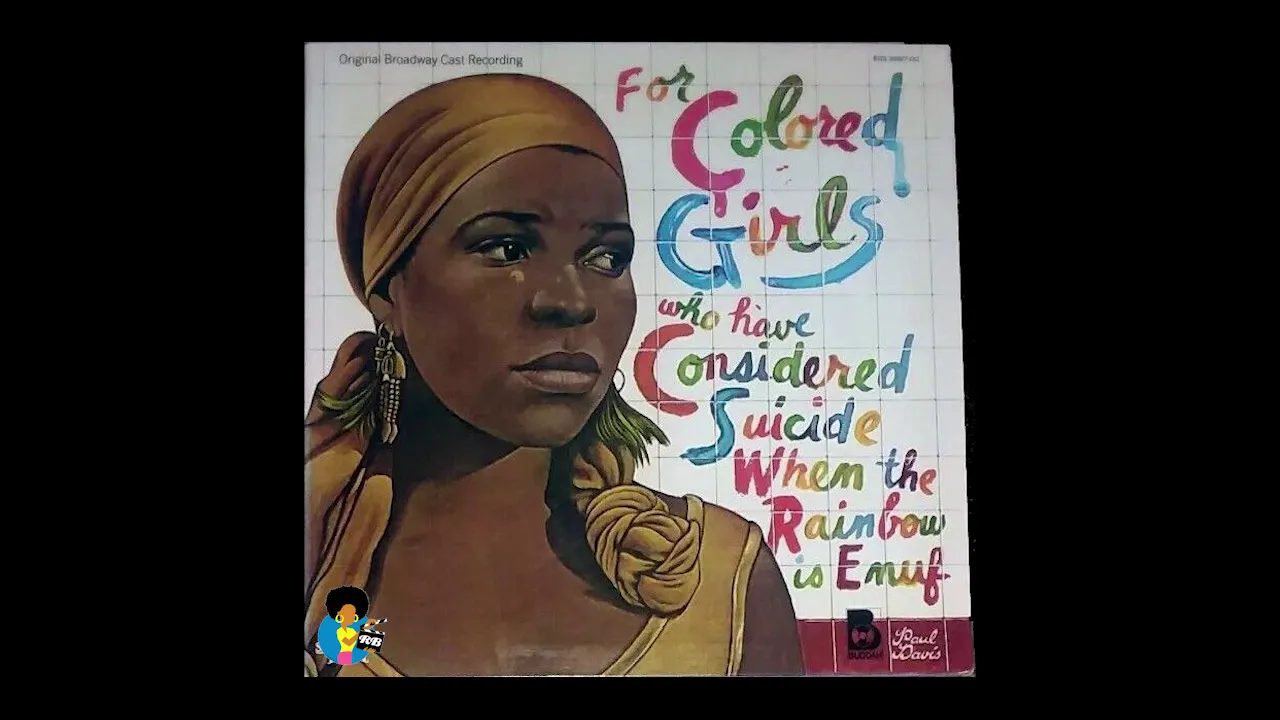 Original Broadway Cast Recording
For
Colored
Girls
who have
Considered
Suicide
When the
Rainbow
is Enuf
BUDDAH
Paul
Davis
RB